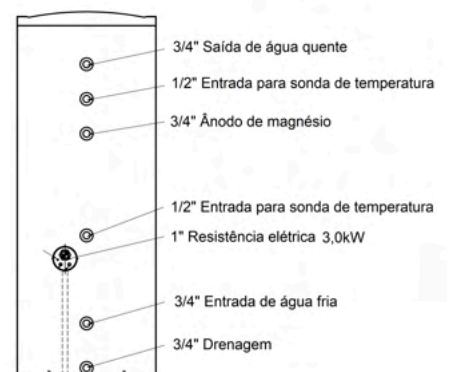 3/4" Saída de água quente
1/2" Entrada para sonda de temperatura
3/4" Ânodo de magnésio
1/2" Entrada para sonda de temperatura
1" Resistência elétrica 3,0kW
3/4" Entrada de água fria
3/4" Drenagem